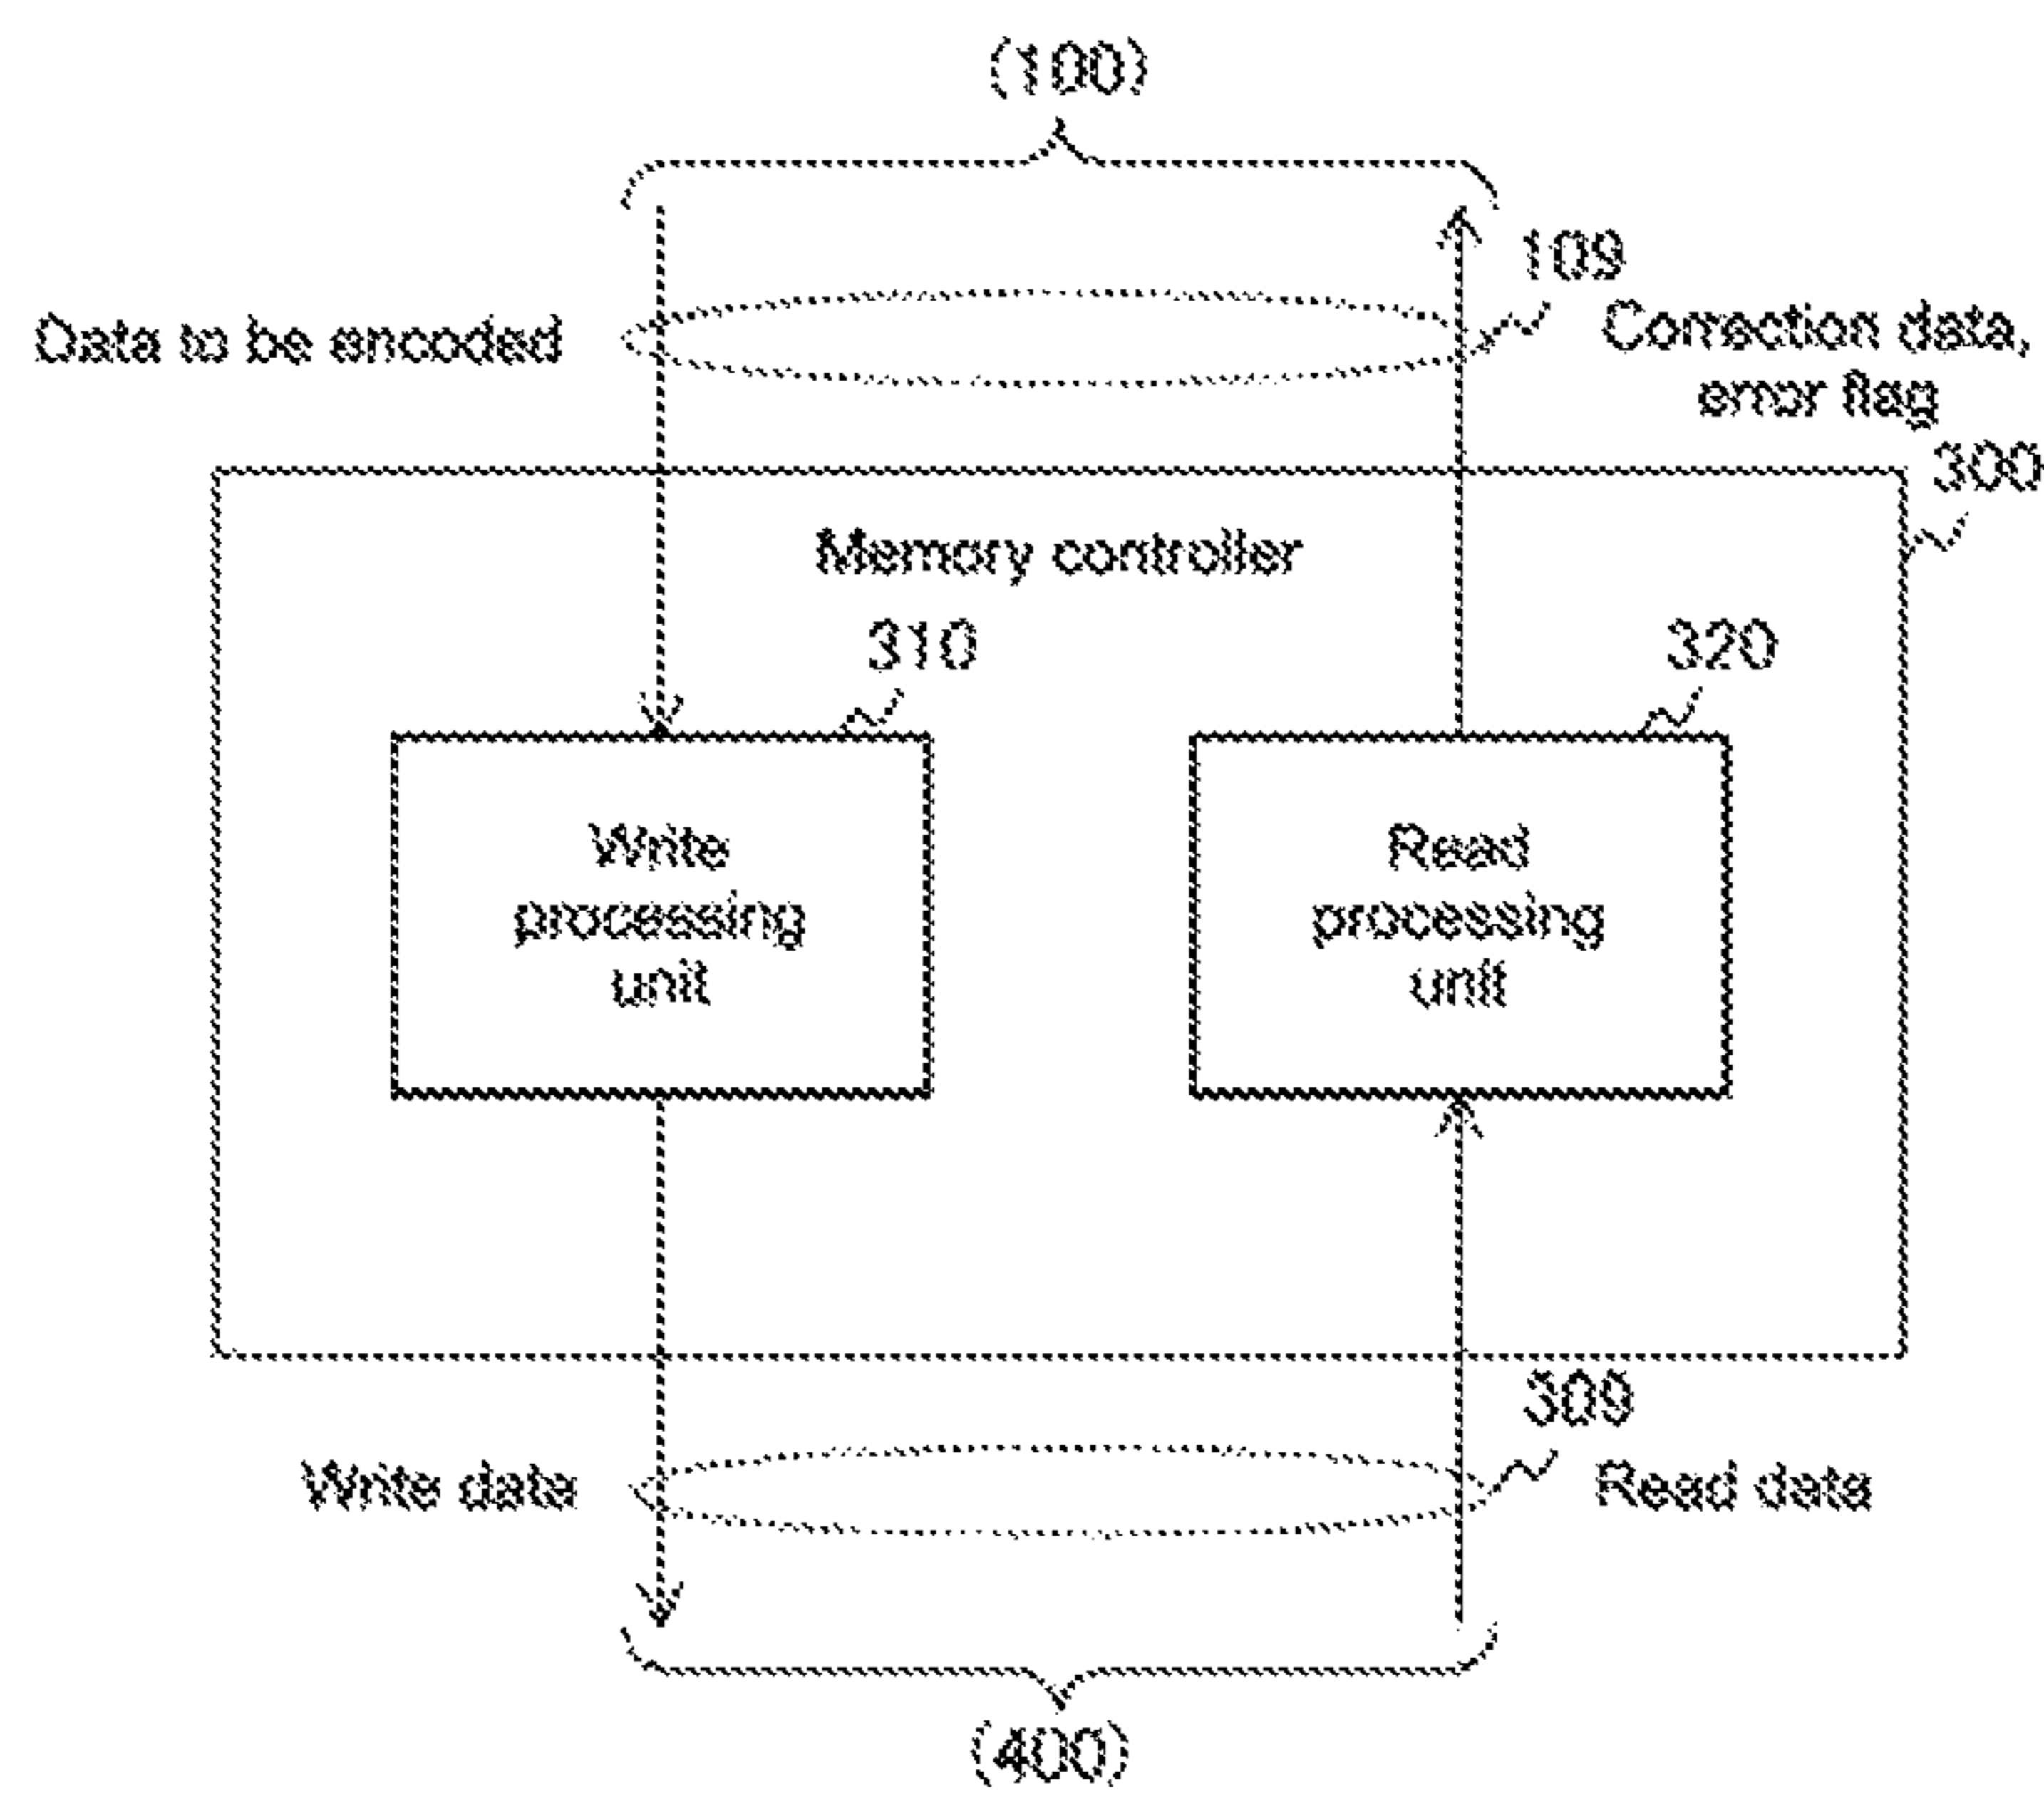 (100)
109
Data to be encoded
Correction data,
error flag
300
Memory controller
310
320
Write
processing
unit
Read
processing
unit
309
Write data
Read data
(400)